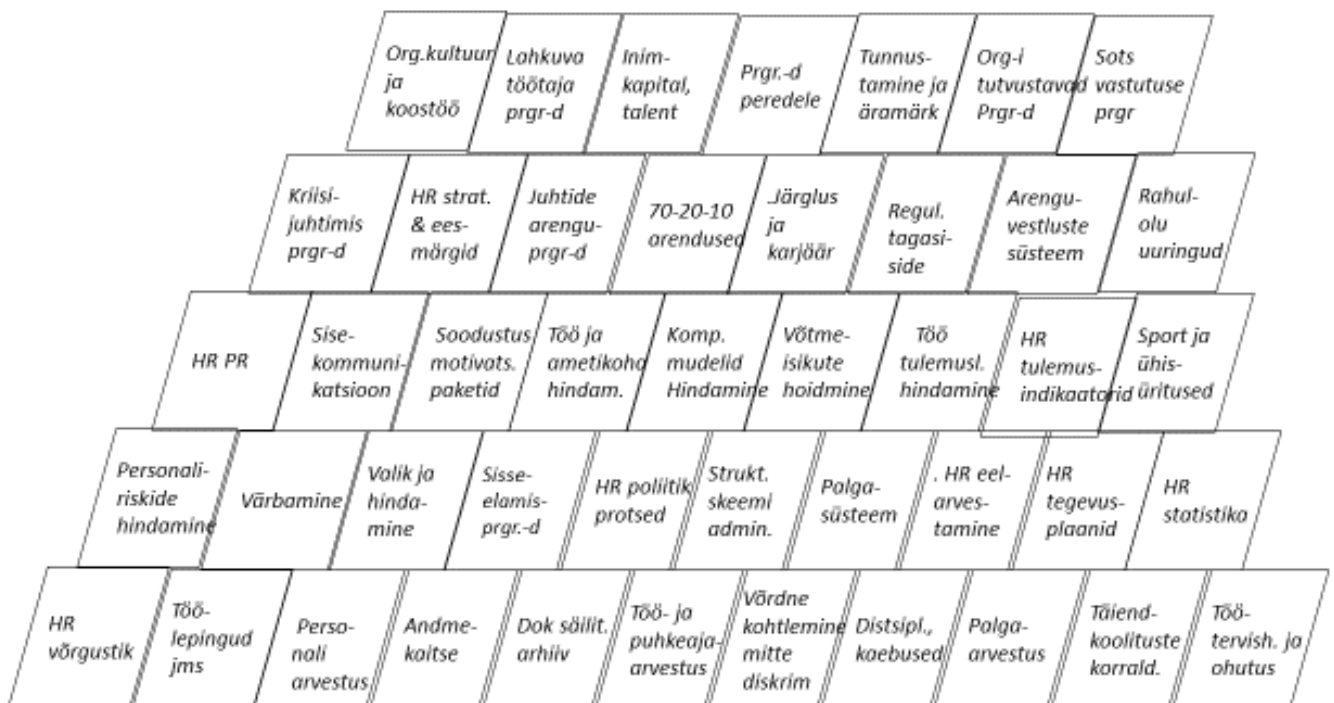 Org.kultuur
ja
koostöö
Lahkuva
töötaja
prgr-d
Inim-
kapital,
talent
Prgr.-d
peredele
Tunnus-
tamine ja
äramärk
Org-i
tutvustavad
Prgr-d
Sots
vastutuse
prgr
Kriisi-
juhtimis
prgr-d
HR strat.
& ees-
märgid
Juhtide
arengu-
prgr-d
70-20-10
arendused
Järglus
ja
karjäär
Regul.
tagasi-
side
Arengu-
vestluste
süsteem
Rahul-
olu
uuringud
HR PR
Sise-
kommuni-
katsioon
Soodustus
motivats.
paketid
Töö ja
ametikoha
hindam.
Komp.
mudelid
Hindamine
Võtme-
isikute
hoidmine
Töö
tulemusl.
hindamine
HR
tulemus-
indikaatorid
Sport ja
ühis-
üritused
Personali-
riskide
hindamine
Värbamine
Valik ja
hinda-
mine
Sisse-
elamis-
prgr.-d
HR poliitik
protsed
Strukt.
skeemi
admin.
Palga-
süsteem
. HR eel-
arves-
tamine
HR
tegevus-
plaanid
HR
statistika
HR
võrgustik
Töö-
lepingud
jms
Perso-
nali
arvestus
Andme-
kaitse
Dok säilit.
arhiiv
Töö- ja
puhkeaja-
arvestus
Võrdne
kohtlemine
mitte
diskrim
Distsipl.,
kaebused
Palga-
arvestus
Täiend-
koolituste
korrald.
Töö-
tervish. ja
ohutus